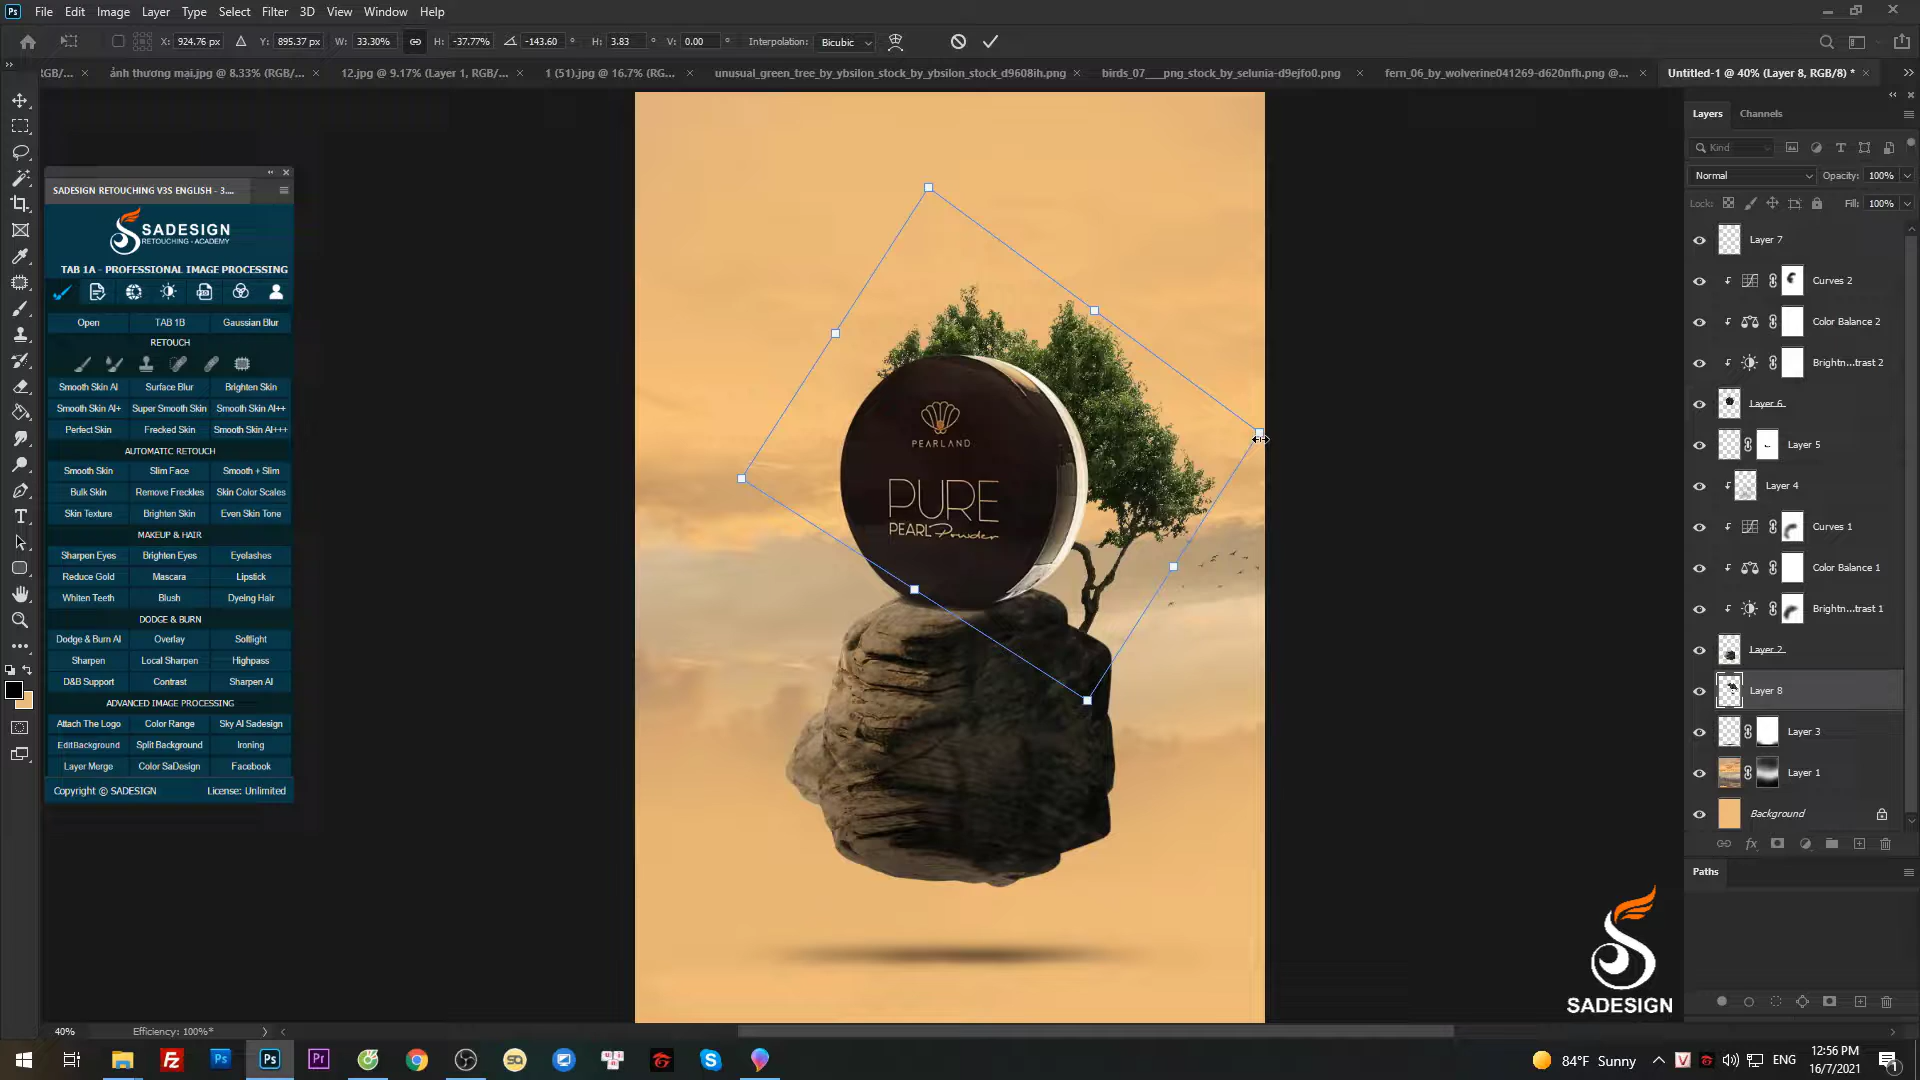 Ps File Edit Image Layer Type Select Filter 3D View Window Help
X: 924.76 px Y: 895.37 px W: 33.30% H: -37.77% -143.60 ° H: 3.83 ° V: 0.00 ° Interpolation: Bicubic
RGB/... ảnh thương mại.jpg @ 8.33% (RGB/... 12.jpg @ 9.17% (Layer 1, RGB/... 1 (51).jpg @ 16.7% (RG... unusual_green_tree_by_ybsilon_stock_by_ybsilon_stock_d9608ih.png birds_07___png_stock_by_selunia-d9ejfo0.png fern_06_by_wolverine041269-d620nfh.png @... Untitled-1 @ 40% (Layer 8, RGB/8) *
SADESIGN RETOUCHING V3S ENGLISH - 3....
SADESIGN
RETOUCHING - ACADEMY
TAB 1A - PROFESSIONAL IMAGE PROCESSING
Open TAB 1B Gaussian Blur
RETOUCH
Smooth Skin AI Surface Blur Brighten Skin
Smooth Skin AI+ Super Smooth Skin Smooth Skin AI++
Perfect Skin Frecked Skin Smooth Skin AI+++
AUTOMATIC RETOUCH
Smooth Skin Slim Face Smooth + Slim
Bulk Skin Remove Freckles Skin Color Scales
Skin Texture Brighten Skin Even Skin Tone
MAKEUP & HAIR
Sharpen Eyes Brighten Eyes Eyelashes
Reduce Gold Mascara Lipstick
Whiten Teeth Blush Dyeing Hair
DODGE & BURN
Dodge & Burn AI Overlay Softlight
Sharpen Local Sharpen Highpass
D&B Support Contrast Sharpen AI
ADVANCED IMAGE PROCESSING
Attach The Logo Color Range Sky AI Sadesign
EditBackground Split Background Ironing
Layer Merge Color SaDesign Facebook
Copyright © SADESIGN License: Unlimited
PEARLAND
PURE
PEARL Powder
Layers Channels
Kind
Normal Opacity: 100%
Lock: Fill: 100%
Layer 7
Curves 2
Color Balance 2
Brightn...trast 2
Layer 6
Layer 5
Layer 4
Curves 1
Color Balance 1
Brightn...trast 1
Layer 2
Layer 8
Layer 3
Layer 1
Background
Paths
SADESIGN
40% Efficiency: 100%*
84°F Sunny ENG 12:56 PM
16/7/2021